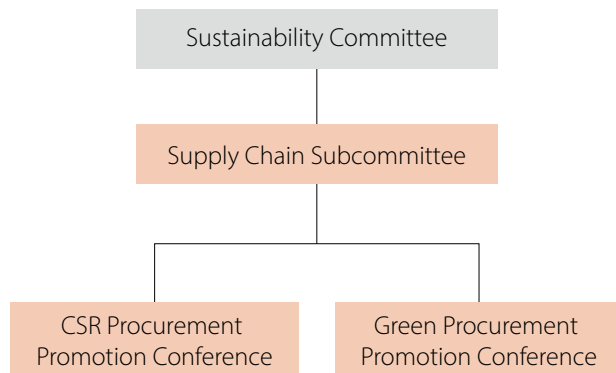 Sustainability Committee
Supply Chain Subcommittee
CSR Procurement
Promotion Conference
Green Procurement
Promotion Conference